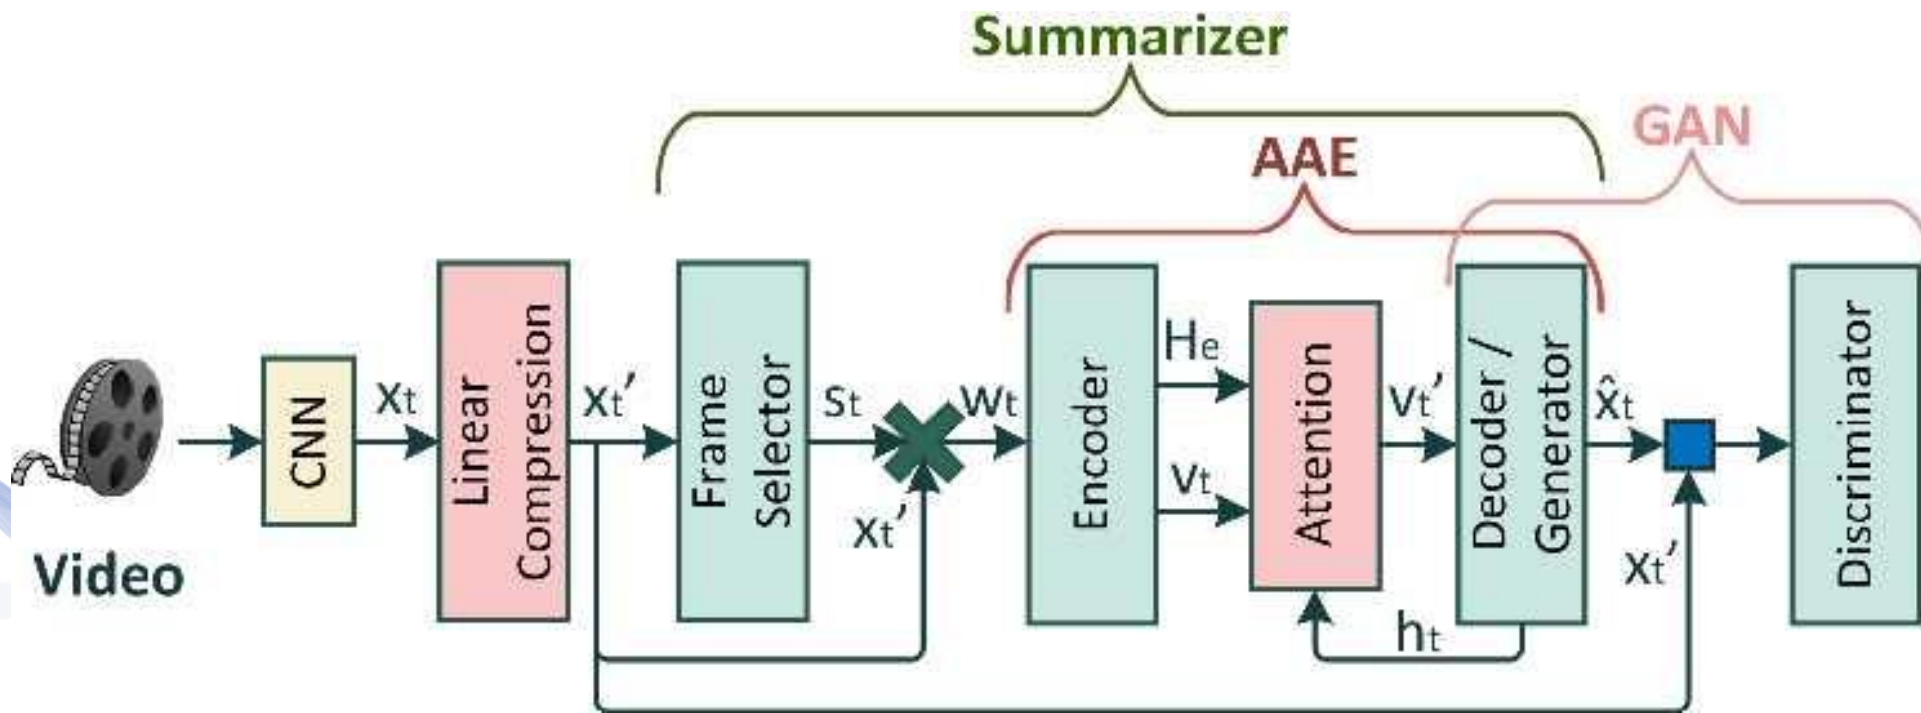 Summarizer
GAN
AAE
Video
CNN
xt
Linear
Compression
xt′
Frame
Selector
st
xt′
wt
Encoder
He
vt
Attention
vt′
ht
Decoder /
Generator
x̂t
xt′
Discriminator